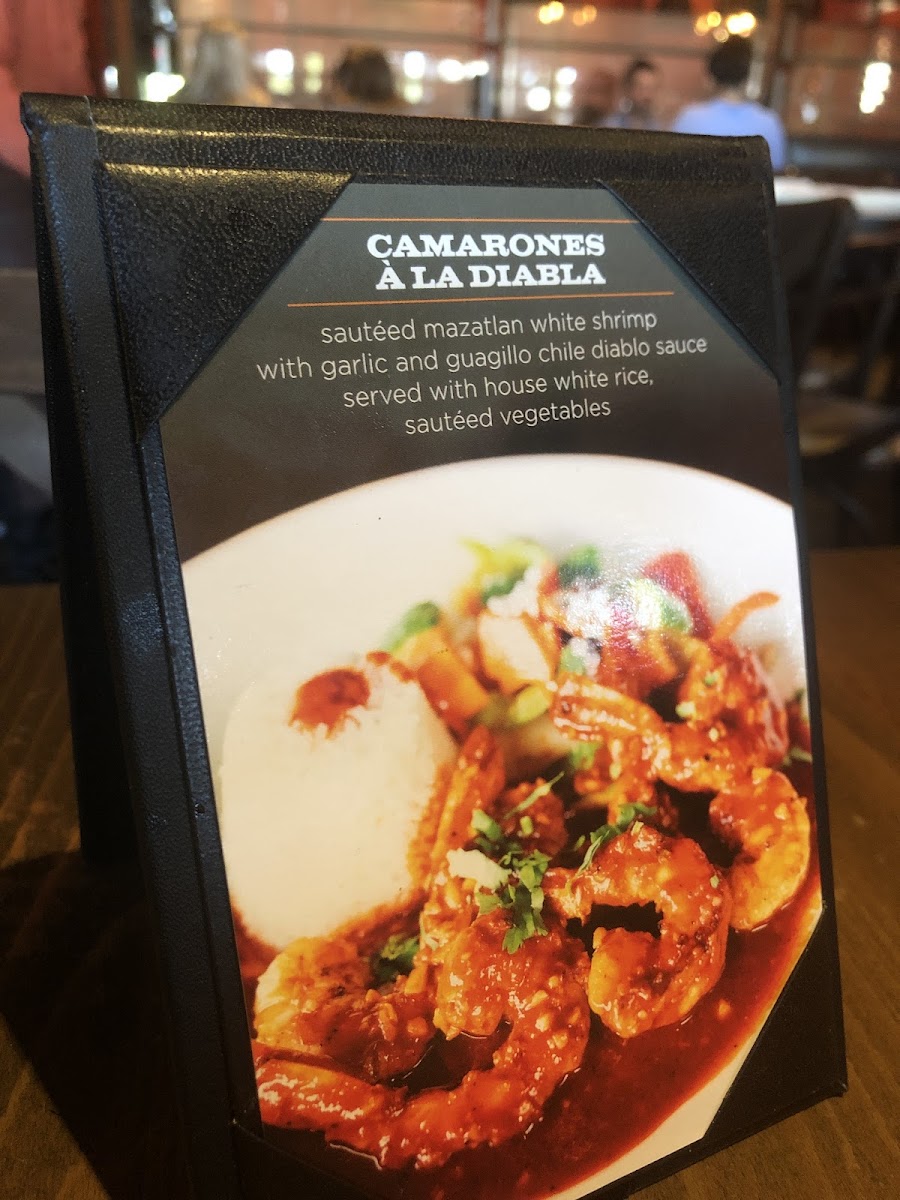 CAMARONES
À LA DIABLA
sautéed mazatlan white shrimp
with garlic and guagillo chile diablo sauce
served with house white rice,
sautéed vegetables